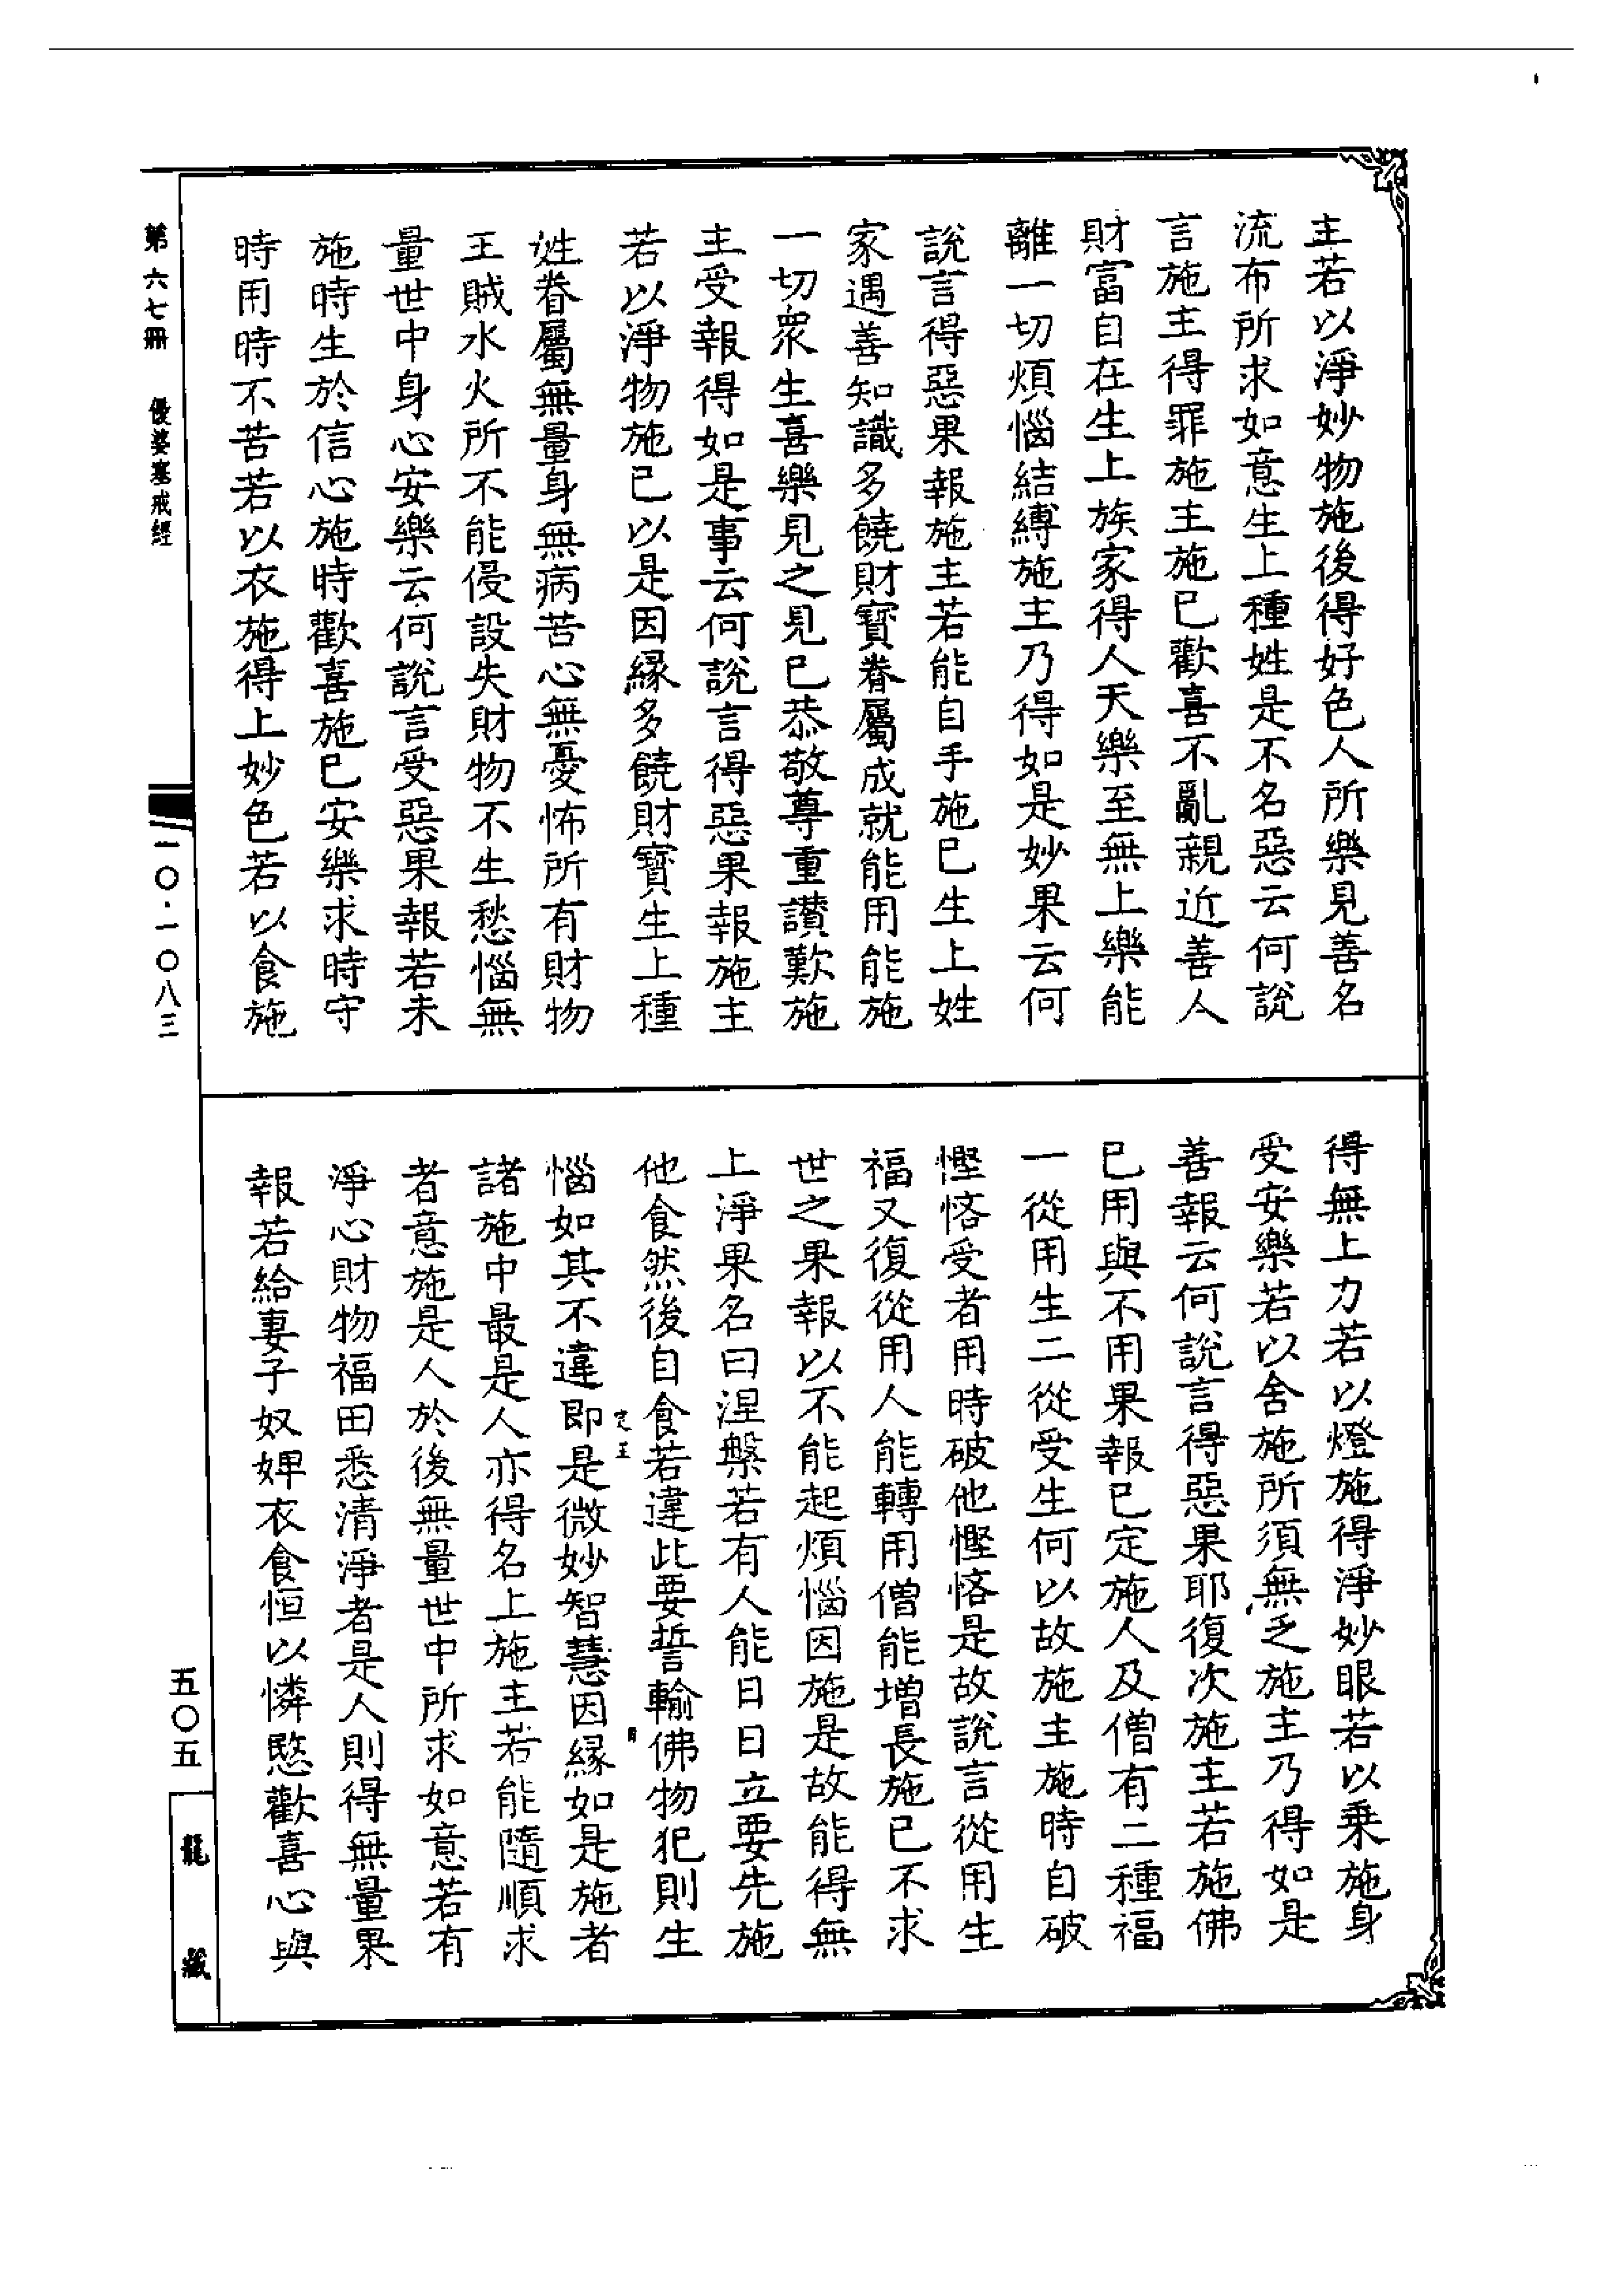 主若以淨妙物施後得好色人所樂見善名
流布所求如意生上種姓是不名惡云何說
言施主得罪施主施已歡喜不亂親近善人
財富自在生上族家得人天樂至無上樂能
離一切煩惱結縛施主乃得如是妙果云何
說言得惡果報施主若能自手施已生上姓
家遇善知識多饒財寶眷屬成就能用能施
一切衆生喜樂見之見已恭敬尊重讚歎施
主受報得如是事云何說言得惡果報施主
若以淨物施已以是因緣多饒財寶生上種
姓眷屬無量身無病苦心無憂怖所有財物
王賊水火所不能侵設失財物不生愁惱無
量世中身心安樂云何說言受惡果報若未
施時生於信心施時歡喜施已安樂求時守
時用時不苦若以衣施得上妙色若以食施
得無上力若以燈施得淨妙眼若以乗施身
受安樂若以舍施所須無乏施主乃得如是
善報云何說言得惡果耶復次施主若施佛
已用與不用果報已定施人及僧有二種福
一從用生二從受生何以故施主施時自破
慳悋受者用時破他慳悋是故說言從用生
福又復從用人能轉用僧能增長施已不求
世之果報以不能起煩惱因施是故能得無
上淨果名曰涅槃若有人能日日立要先施
他食然後自食若違此要誓輸佛物犯則生
惱如其不違即是微妙智慧因緣如是施者
諸施中最是人亦得名上施主若能隨順求
者意施是人於後無量世中所求如意若有
淨心財物福田悉清淨者是人則得無量果
報若給妻子奴婢衣食恒以憐愍歡喜心與
第六七冊 優婆塞戒經
一〇·一〇八三
五〇五
龍藏